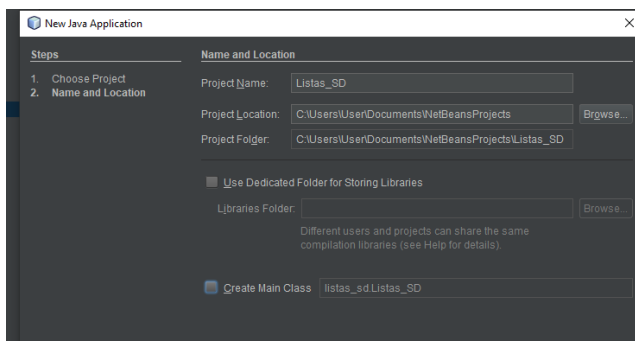 New Java Application
Steps
1. Choose Project
2. Name and Location
Name and Location
Project Name: Listas_SD
Project Location: C:\Users\User\Documents\NetBeansProjects Browse...
Project Folder: C:\Users\User\Documents\NetBeansProjects\Listas_SD
Use Dedicated Folder for Storing Libraries
Libraries Folder: Browse...
Different users and projects can share the same
compilation libraries (see Help for details).
Create Main Class listas_sd.Listas_SD